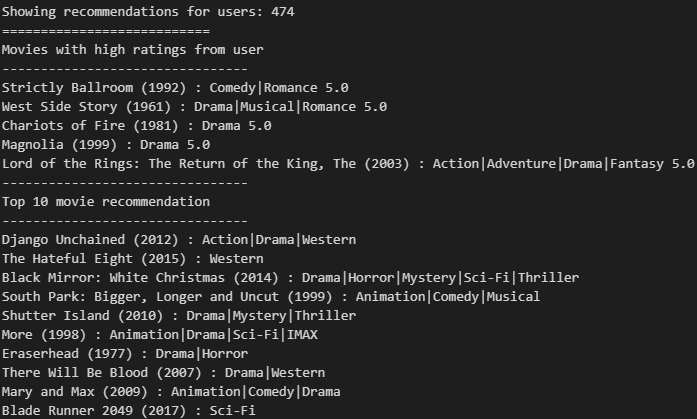 Showing recommendations for users: 474
===========================
Movies with high ratings from user
--------------------------------
Strictly Ballroom (1992) : Comedy|Romance 5.0
West Side Story (1961) : Drama|Musical|Romance 5.0
Chariots of Fire (1981) : Drama 5.0
Magnolia (1999) : Drama 5.0
Lord of the Rings: The Return of the King, The (2003) : Action|Adventure|Drama|Fantasy 5.0
--------------------------------
Top 10 movie recommendation
--------------------------------
Django Unchained (2012) : Action|Drama|Western
The Hateful Eight (2015) : Western
Black Mirror: White Christmas (2014) : Drama|Horror|Mystery|Sci-Fi|Thriller
South Park: Bigger, Longer and Uncut (1999) : Animation|Comedy|Musical
Shutter Island (2010) : Drama|Mystery|Thriller
More (1998) : Animation|Drama|Sci-Fi|IMAX
Eraserhead (1977) : Drama|Horror
There Will Be Blood (2007) : Drama|Western
Mary and Max (2009) : Animation|Comedy|Drama
Blade Runner 2049 (2017) : Sci-Fi